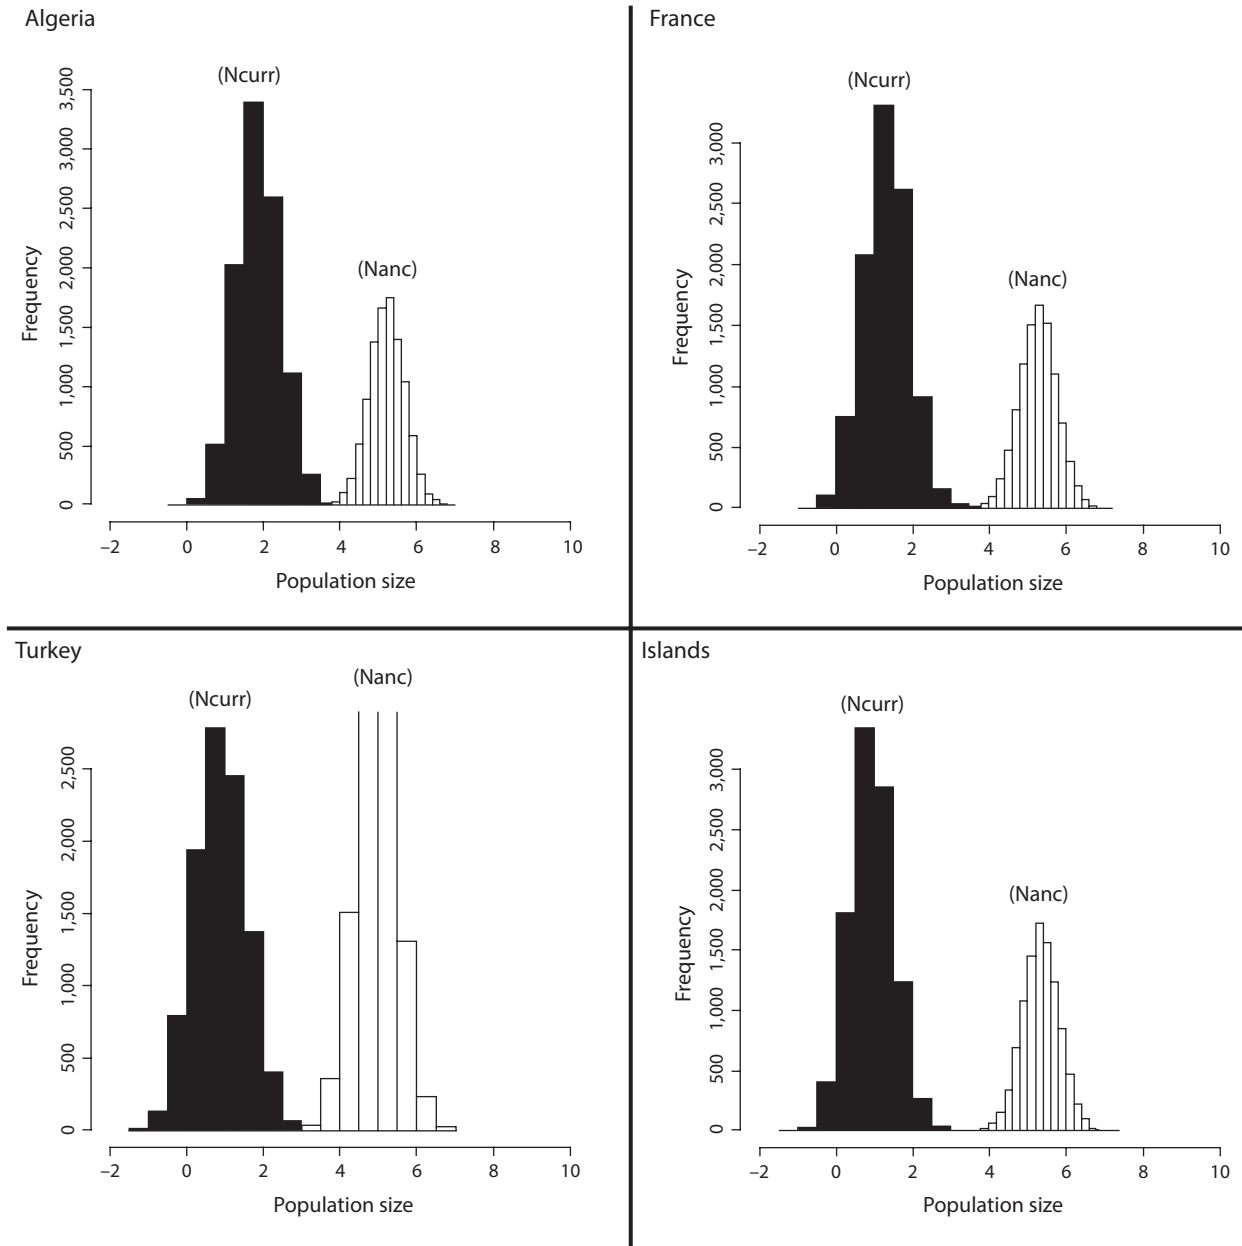 Algeria
(Ncurr)
(Nanc)
Frequency
3,500
3,000
2,500
2,000
1,500
1,000
500
0
–2 0 2 4 6 8 10
Population size
France
(Ncurr)
(Nanc)
Frequency
3,000
2,500
2,000
1,500
1,000
500
0
–2 0 2 4 6 8 10
Population size
Turkey
(Ncurr)
(Nanc)
Frequency
2,500
2,000
1,500
1,000
500
0
–2 0 2 4 6 8 10
Population size
Islands
(Ncurr)
(Nanc)
Frequency
3,000
2,500
2,000
1,500
1,000
500
0
–2 0 2 4 6 8 10
Population size